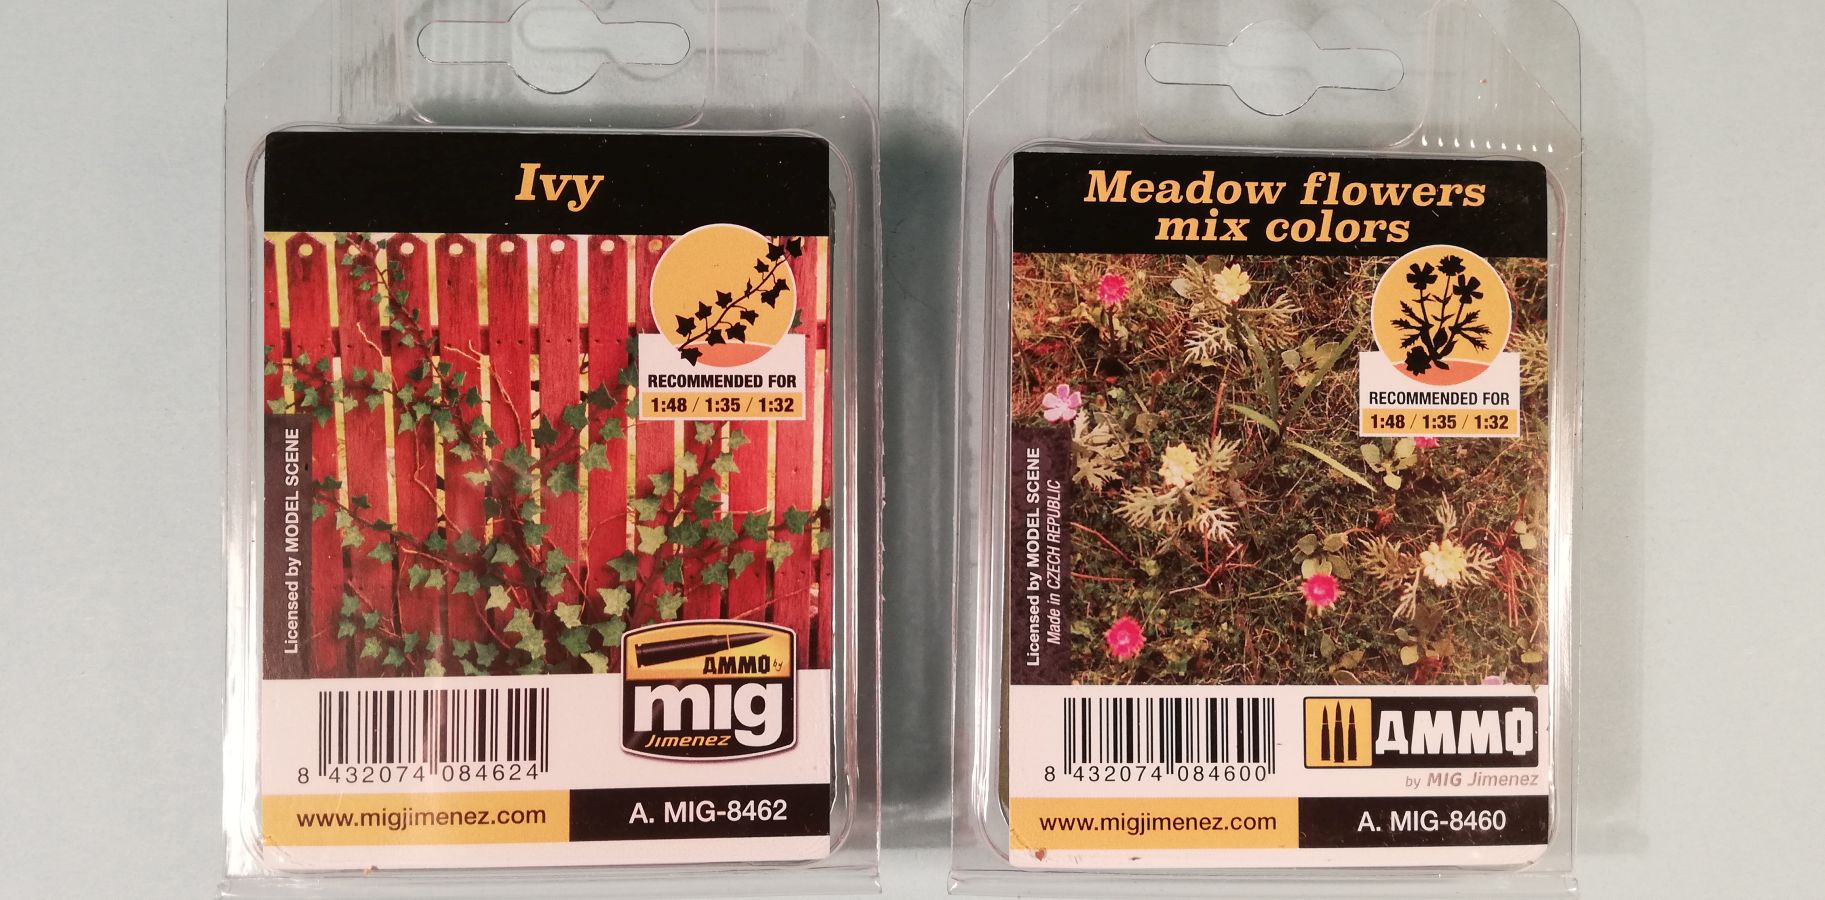 Ivy
RECOMMENDED FOR
1:48 / 1:35 / 1:32
Licensed by MODEL SCENE
AMMO by
mig
Jimenez
8 432074 084624
www.migjimenez.com
A. MIG-8462
Meadow flowers
mix colors
RECOMMENDED FOR
1:48 / 1:35 / 1:32
Licensed by MODEL SCENE
Made in CZECH REPUBLIC
AMMO
by MIG Jimenez
8 432074 084600
www.migjimenez.com
A. MIG-8460